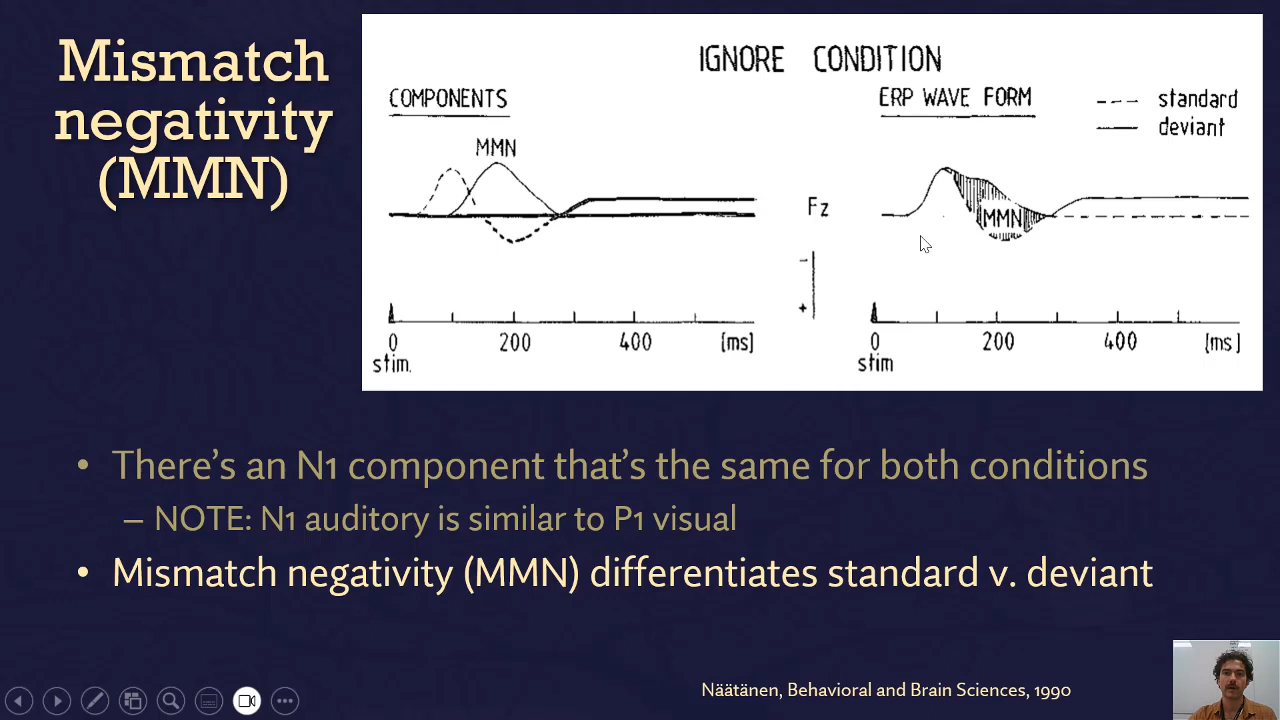 Mismatch
negativity
(MMN)
IGNORE CONDITION
COMPONENTS
ERP WAVE FORM
standard
deviant
MMN
Fz
MMN
-
+
0 200 400 [ms]
stim.
0 200 400 [ms]
stim
• There's an N1 component that's the same for both conditions
– NOTE: N1 auditory is similar to P1 visual
• Mismatch negativity (MMN) differentiates standard v. deviant
Näätänen, Behavioral and Brain Sciences, 1990